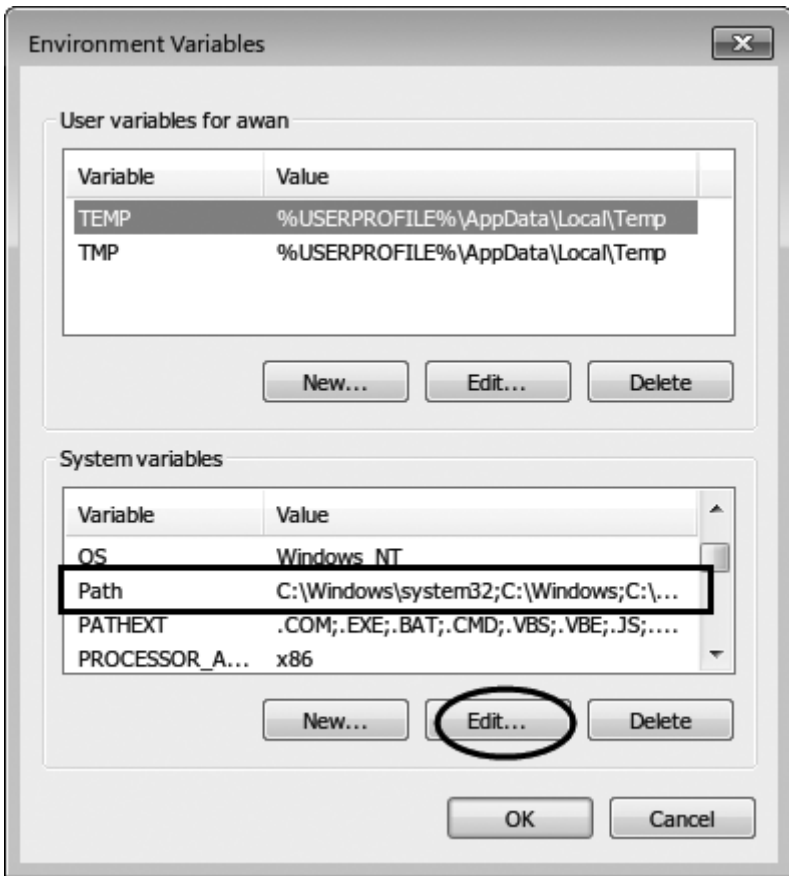 Environment Variables
User variables for awan
Variable Value
TEMP %USERPROFILE%\AppData\Local\Temp
TMP %USERPROFILE%\AppData\Local\Temp
New... Edit... Delete
System variables
Variable Value
OS Windows_NT
Path C:\Windows\system32;C:\Windows;C:\...
PATHEXT .COM;.EXE;.BAT;.CMD;.VBS;.VBE;.JS;....
PROCESSOR_A... x86
New... Edit... Delete
OK Cancel